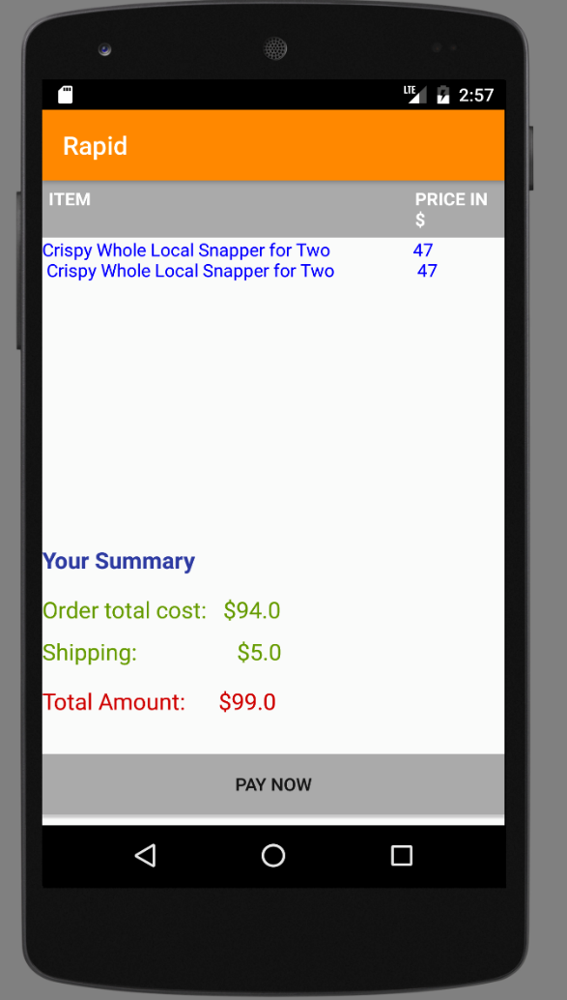 LTE 2:57
Rapid
ITEM PRICE IN
$
Crispy Whole Local Snapper for Two 47
Crispy Whole Local Snapper for Two 47
Your Summary
Order total cost: $94.0
Shipping: $5.0
Total Amount: $99.0
PAY NOW